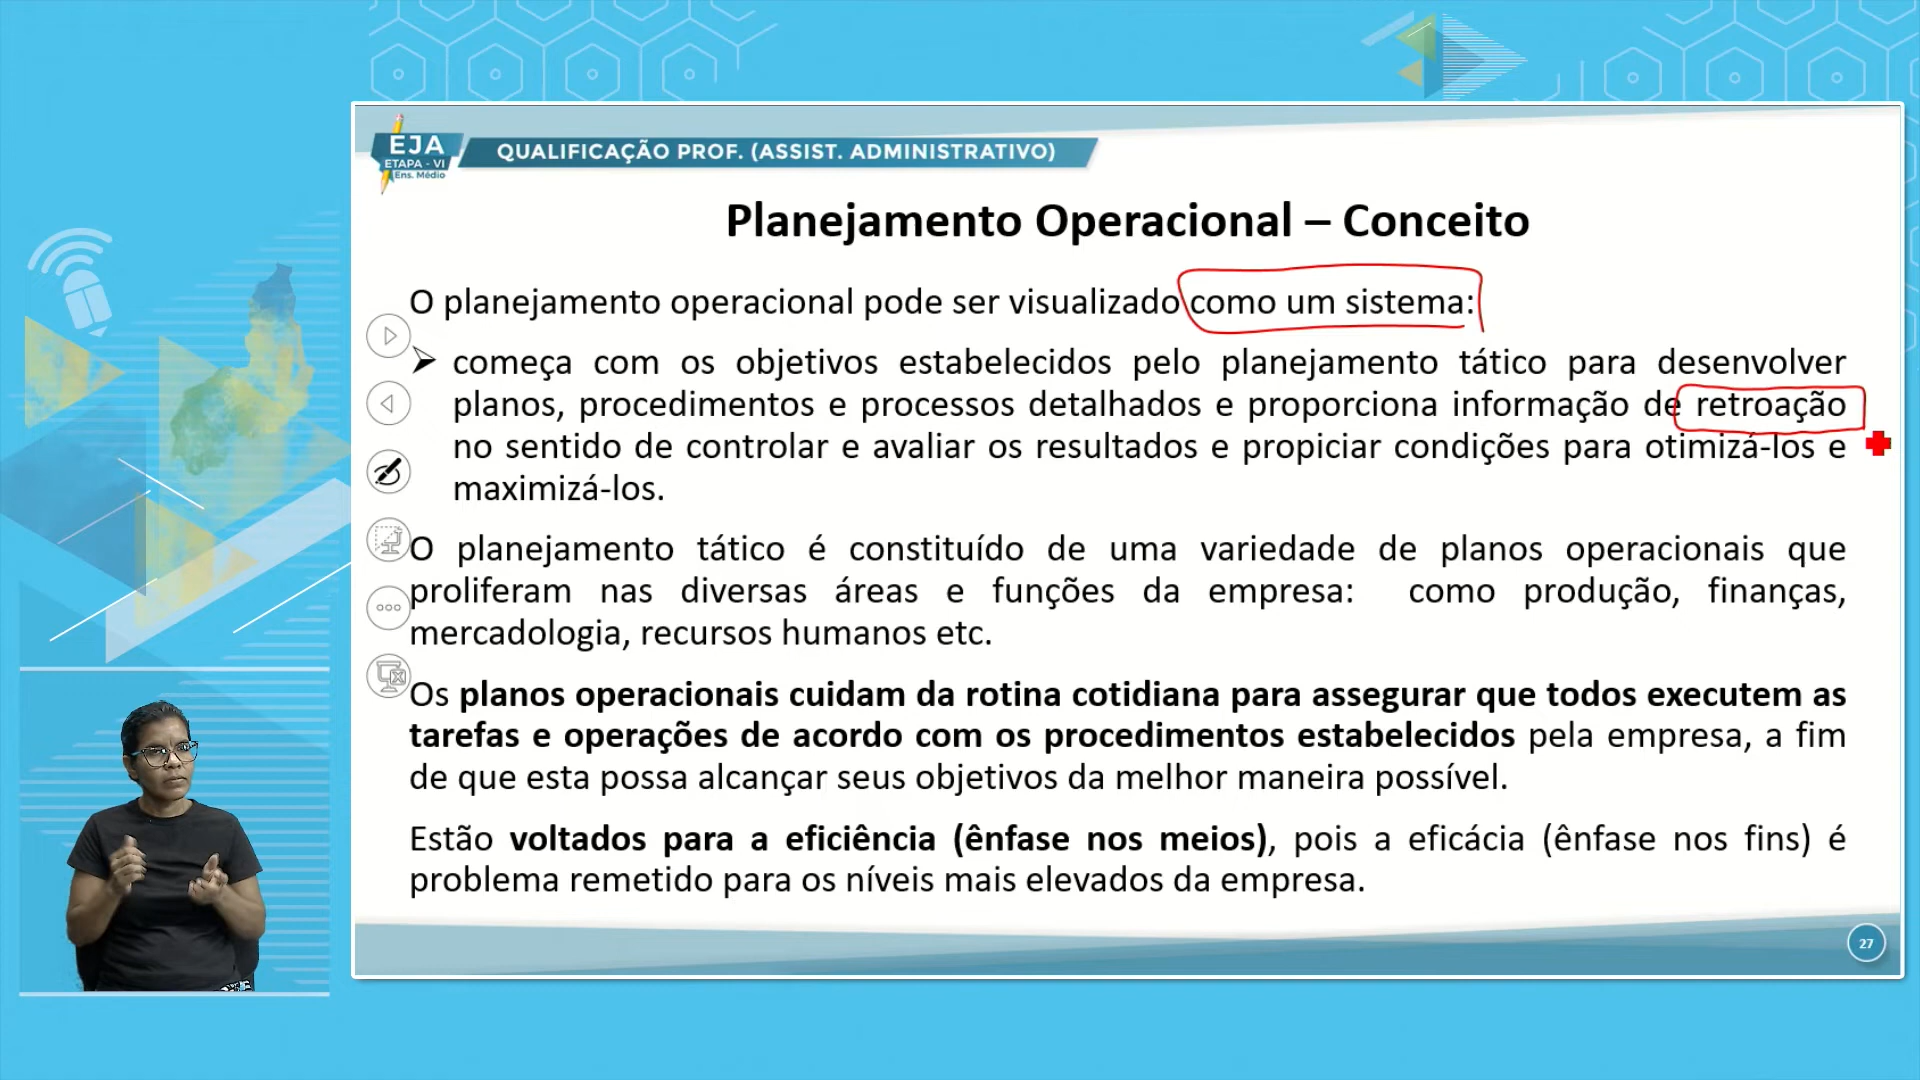 EJA
ETAPA - VI
Ens. Médio
QUALIFICAÇÃO PROF. (ASSIST. ADMINISTRATIVO)
Planejamento Operacional – Conceito
O planejamento operacional pode ser visualizado como um sistema:
➢ começa com os objetivos estabelecidos pelo planejamento tático para desenvolver
planos, procedimentos e processos detalhados e proporciona informação de retroação
no sentido de controlar e avaliar os resultados e propiciar condições para otimizá-los e
maximizá-los.
O planejamento tático é constituído de uma variedade de planos operacionais que
proliferam nas diversas áreas e funções da empresa: como produção, finanças,
mercadologia, recursos humanos etc.
Os planos operacionais cuidam da rotina cotidiana para assegurar que todos executem as
tarefas e operações de acordo com os procedimentos estabelecidos pela empresa, a fim
de que esta possa alcançar seus objetivos da melhor maneira possível.
Estão voltados para a eficiência (ênfase nos meios), pois a eficácia (ênfase nos fins) é
problema remetido para os níveis mais elevados da empresa.
27